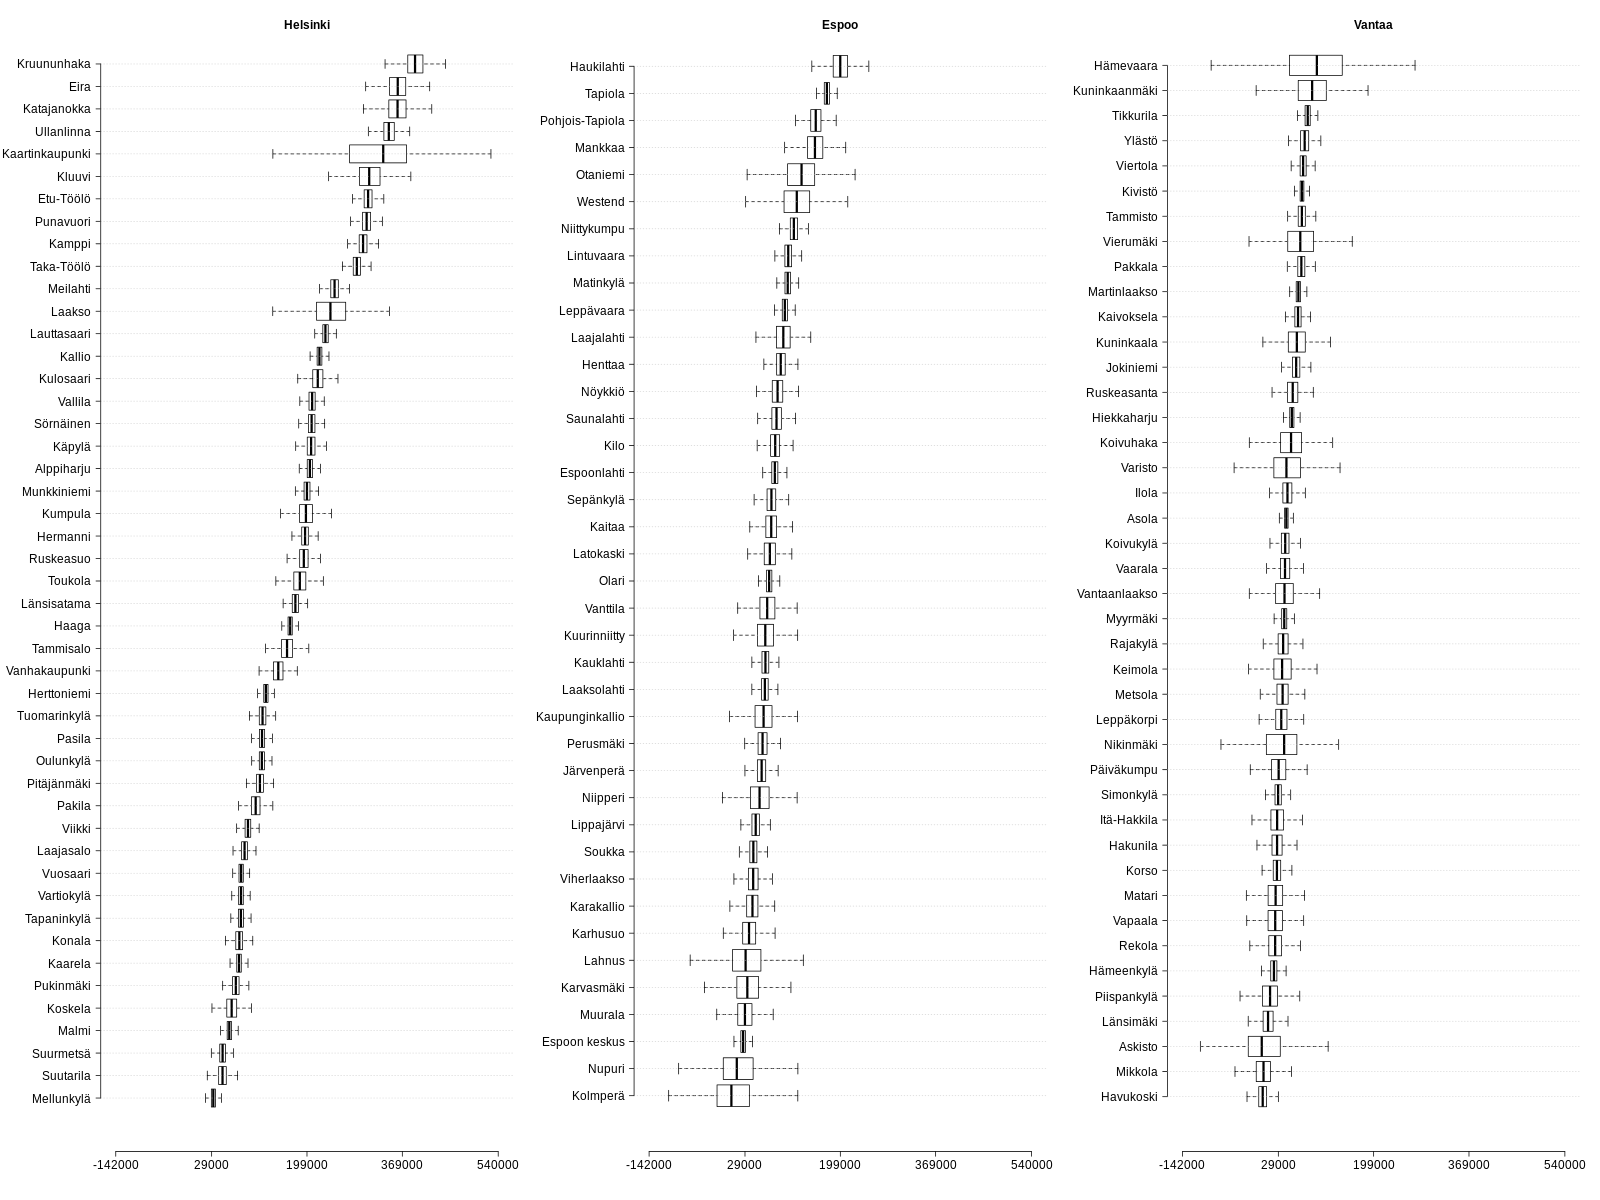 Helsinki
Kruununhaka
Eira
Katajanokka
Ullanlinna
Kaartinkaupunki
Kluuvi
Etu-Töölö
Punavuori
Kamppi
Taka-Töölö
Meilahti
Laakso
Lauttasaari
Kallio
Kulosaari
Vallila
Sörnäinen
Käpylä
Alppiharju
Munkkiniemi
Kumpula
Hermanni
Ruskeasuo
Toukola
Länsisatama
Haaga
Tammisalo
Vanhakaupunki
Herttoniemi
Tuomarinkylä
Pasila
Oulunkylä
Pitäjänmäki
Pakila
Viikki
Laajasalo
Vuosaari
Vartiokylä
Tapaninkylä
Konala
Kaarela
Pukinmäki
Koskela
Malmi
Suurmetsä
Suutarila
Mellunkylä
-142000 29000 199000 369000 540000
Espoo
Haukilahti
Tapiola
Pohjois-Tapiola
Mankkaa
Otaniemi
Westend
Niittykumpu
Lintuvaara
Matinkylä
Leppävaara
Laajalahti
Henttaa
Nöykkiö
Saunalahti
Kilo
Espoonlahti
Sepänkylä
Kaitaa
Latokaski
Olari
Vanttila
Kuurinniitty
Kauklahti
Laaksolahti
Kaupunginkallio
Perusmäki
Järvenperä
Niipperi
Lippajärvi
Soukka
Viherlaakso
Karakallio
Karhusuo
Lahnus
Karvasmäki
Muurala
Espoon keskus
Nupuri
Kolmperä
-142000 29000 199000 369000 540000
Vantaa
Hämevaara
Kuninkaanmäki
Tikkurila
Ylästö
Viertola
Kivistö
Tammisto
Vierumäki
Pakkala
Martinlaakso
Kaivoksela
Kuninkaala
Jokiniemi
Ruskeasanta
Hiekkaharju
Koivuhaka
Varisto
Ilola
Asola
Koivukylä
Vaarala
Vantaanlaakso
Myyrmäki
Rajakylä
Keimola
Metsola
Leppäkorpi
Nikinmäki
Päiväkumpu
Simonkylä
Itä-Hakkila
Hakunila
Korso
Matari
Vapaala
Rekola
Hämeenkylä
Piispankylä
Länsimäki
Askisto
Mikkola
Havukoski
-142000 29000 199000 369000 540000